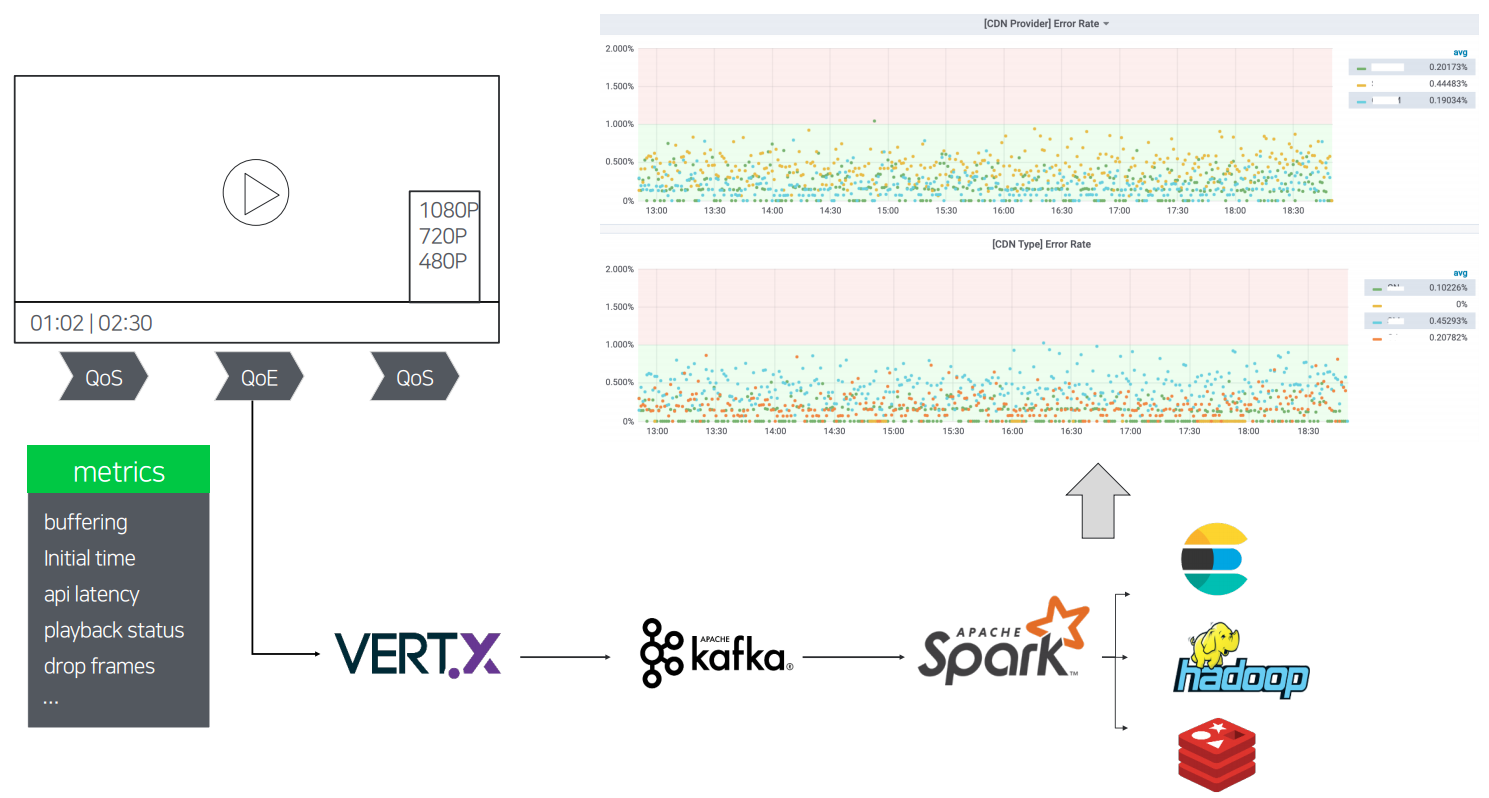 [CDN Provider] Error Rate
2.000%
1.500%
1.000%
0.500%
0%
13:00 13:30 14:00 14:30 15:00 15:30 16:00 16:30 17:00 17:30 18:00 18:30
avg
0.20173%
0.44483%
0.19034%
[CDN Type] Error Rate
2.000%
1.500%
1.000%
0.500%
0%
13:00 13:30 14:00 14:30 15:00 15:30 16:00 16:30 17:00 17:30 18:00 18:30
avg
0.10226%
0%
0.45293%
0.20782%
1080P
720P
480P
01:02 | 02:30
QoS
QoE
QoS
metrics
buffering
Initial time
api latency
playback status
drop frames
...
VERT.X
APACHE
kafka®
APACHE
Spark™
hadoop